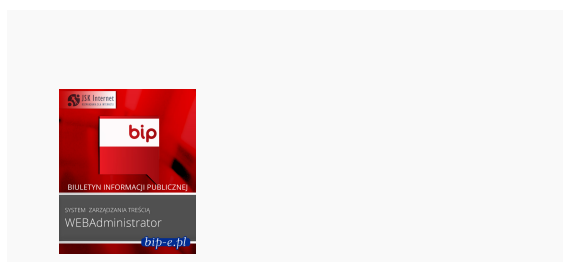 JSK Internet
bip
BIULETYN INFORMACJI PUBLICZNEJ
SYSTEM ZARZĄDZANIA TREŚCIĄ
WEBAdministrator
bip-e.pl